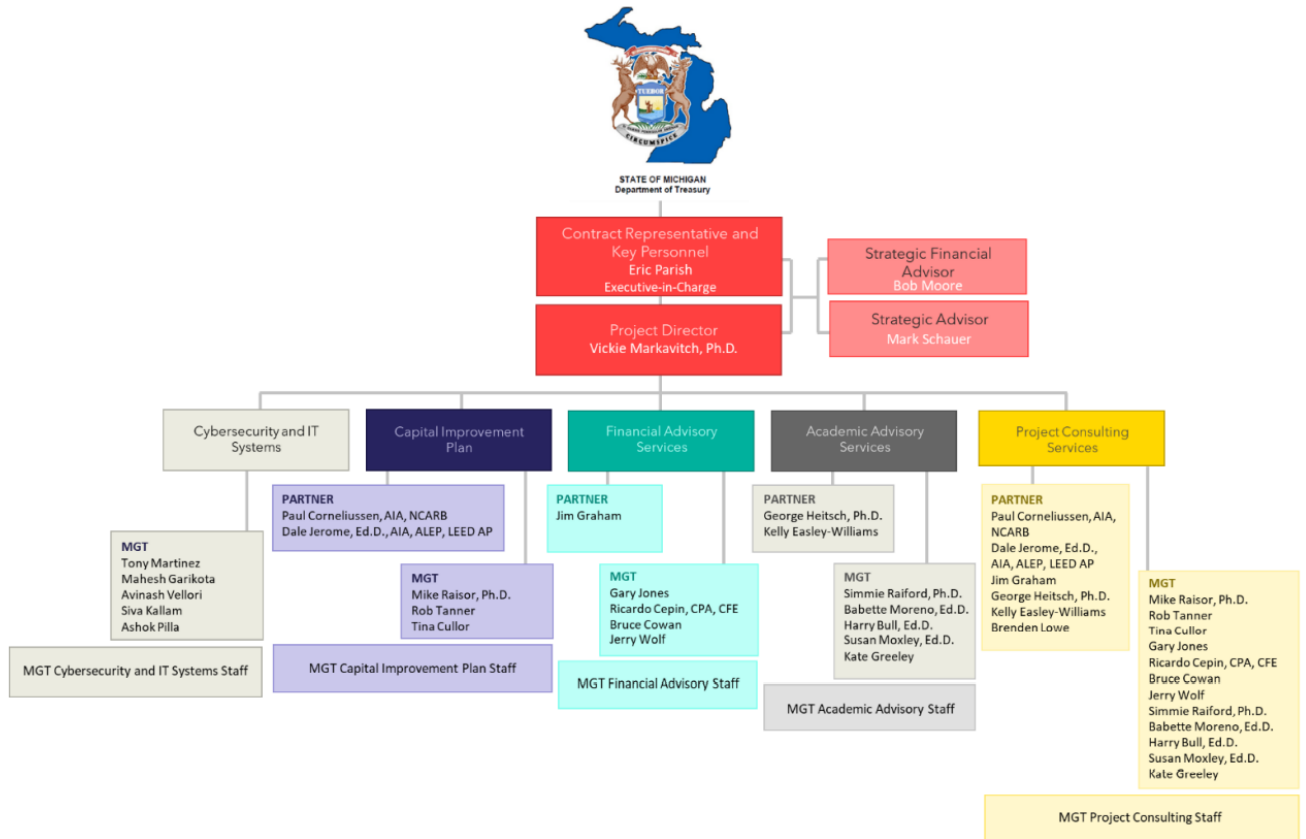 TUEBOR
CIRCUMSPICE
STATE OF MICHIGAN
Department of Treasury
Contract Representative and
Key Personnel
Eric Parish
Executive-in-Charge
Strategic Financial
Advisor
Bob Moore
Project Director
Vickie Markavitch, Ph.D.
Strategic Advisor
Mark Schauer
Cybersecurity and IT
Systems
Capital Improvement
Plan
Financial Advisory
Services
Academic Advisory
Services
Project Consulting
Services
MGT
Tony Martinez
Mahesh Garikota
Avinash Vellori
Siva Kallam
Ashok Pilla
MGT Cybersecurity and IT Systems Staff
PARTNER
Paul Corneliussen, AIA, NCARB
Dale Jerome, Ed.D., AIA, ALEP, LEED AP
MGT
Mike Raisor, Ph.D.
Rob Tanner
Tina Cullor
MGT Capital Improvement Plan Staff
PARTNER
Jim Graham
MGT
Gary Jones
Ricardo Cepin, CPA, CFE
Bruce Cowan
Jerry Wolf
MGT Financial Advisory Staff
PARTNER
George Heitsch, Ph.D.
Kelly Easley-Williams
MGT
Simmie Raiford, Ph.D.
Babette Moreno, Ed.D.
Harry Bull, Ed.D.
Susan Moxley, Ed.D.
Kate Greeley
MGT Academic Advisory Staff
PARTNER
Paul Corneliussen, AIA,
NCARB
Dale Jerome, Ed.D.,
AIA, ALEP, LEED AP
Jim Graham
George Heitsch, Ph.D.
Kelly Easley-Williams
Brenden Lowe
MGT
Mike Raisor, Ph.D.
Rob Tanner
Tina Cullor
Gary Jones
Ricardo Cepin, CPA, CFE
Bruce Cowan
Jerry Wolf
Simmie Raiford, Ph.D.
Babette Moreno, Ed.D.
Harry Bull, Ed.D.
Susan Moxley, Ed.D.
Kate Greeley
MGT Project Consulting Staff